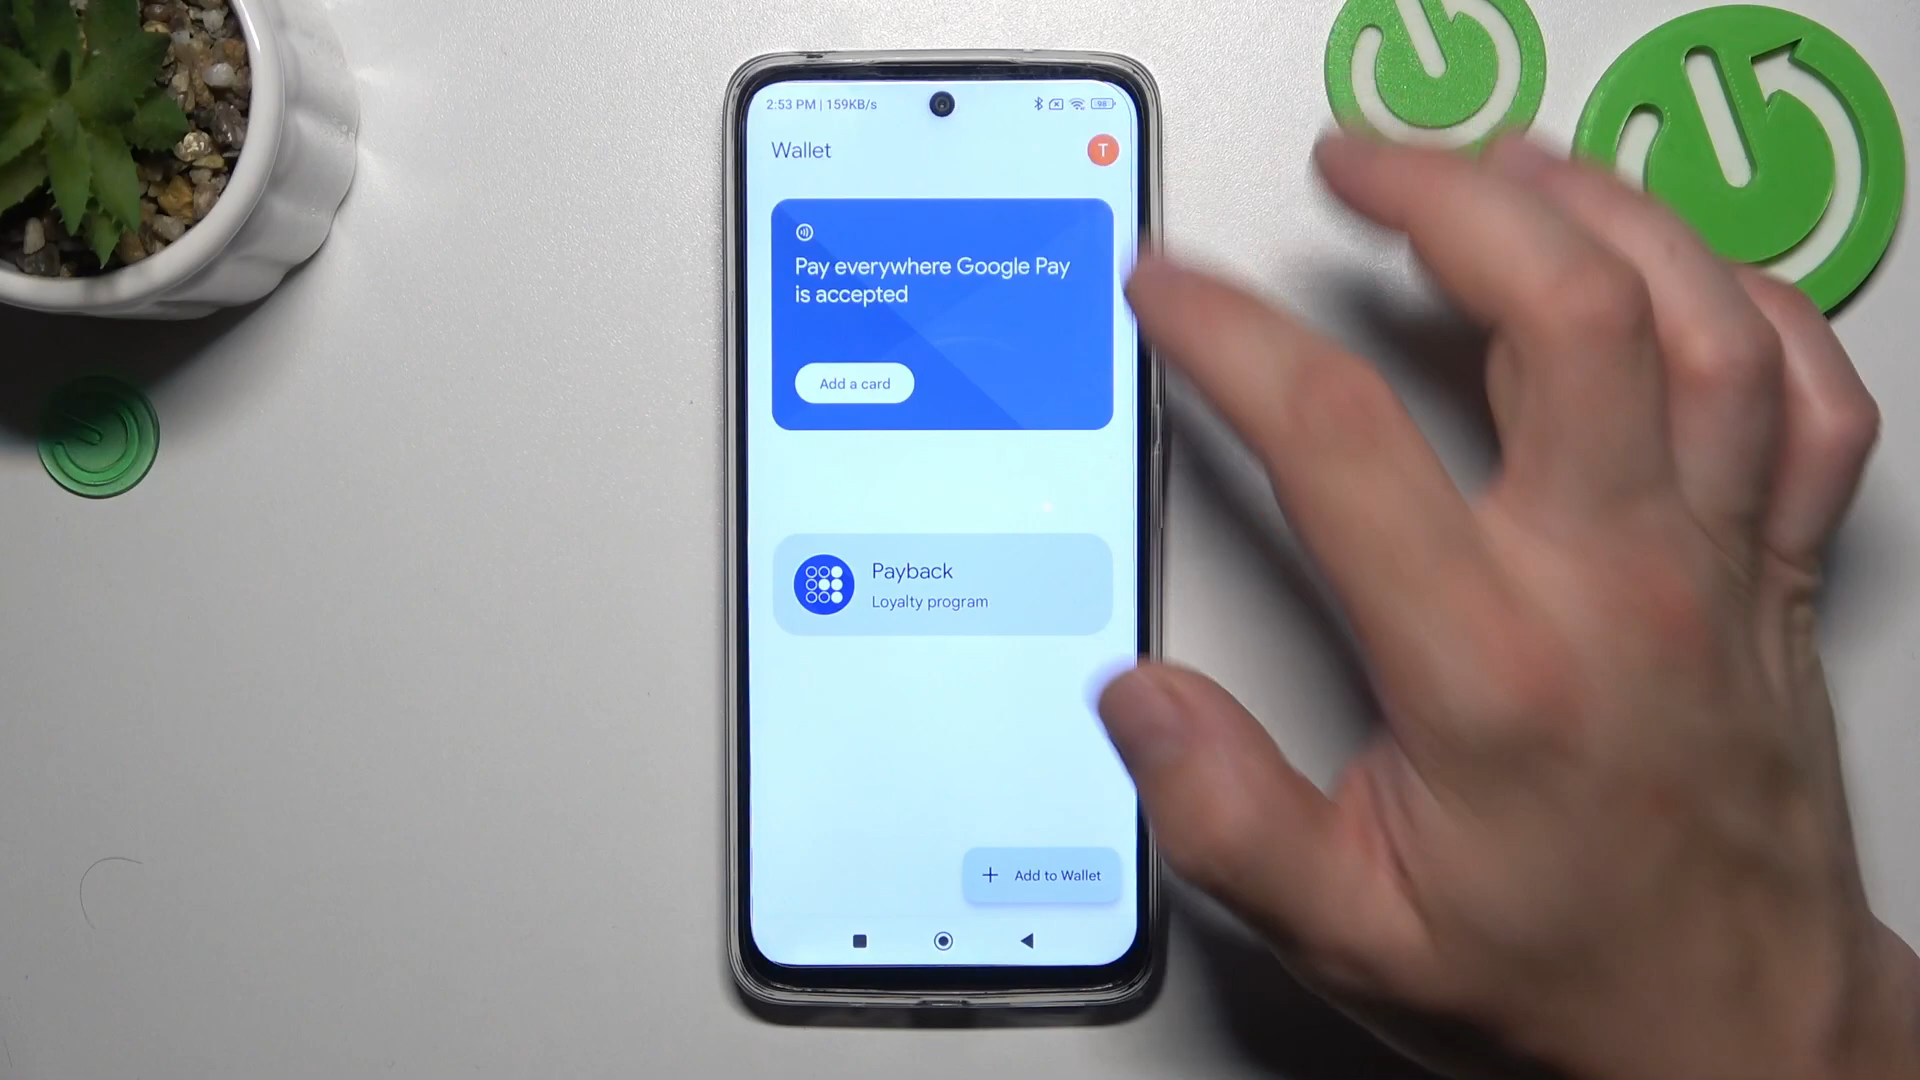 2:53 PM | 159KB/s
98
Wallet
T
Pay everywhere Google Pay
is accepted
Add a card
Payback
Loyalty program
+ Add to Wallet